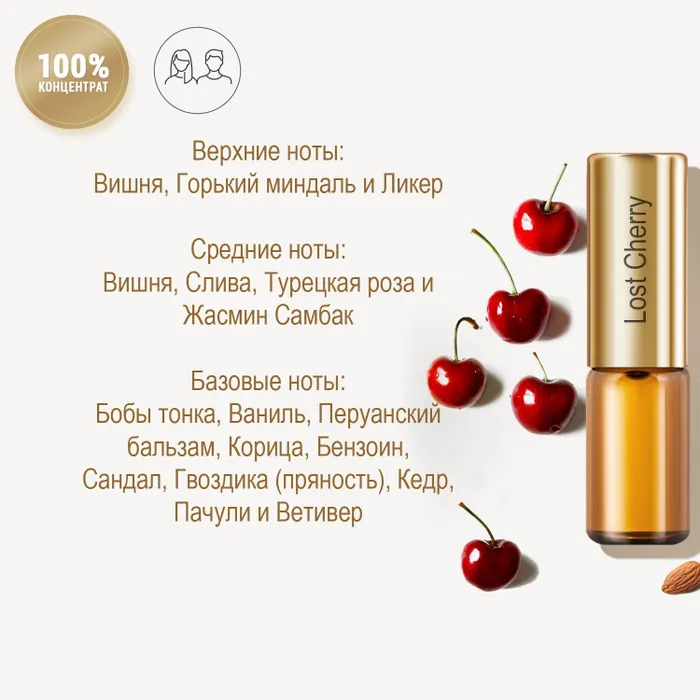 100%
КОНЦЕНТРАТ
Верхние ноты:
Вишня, Горький миндаль и Ликер
Средние ноты:
Вишня, Слива, Турецкая роза и
Жасмин Самбак
Базовые ноты:
Бобы тонка, Ваниль, Перуанский
бальзам, Корица, Бензоин,
Сандал, Гвоздика (пряность), Кедр,
Пачули и Ветивер
Lost Cherry